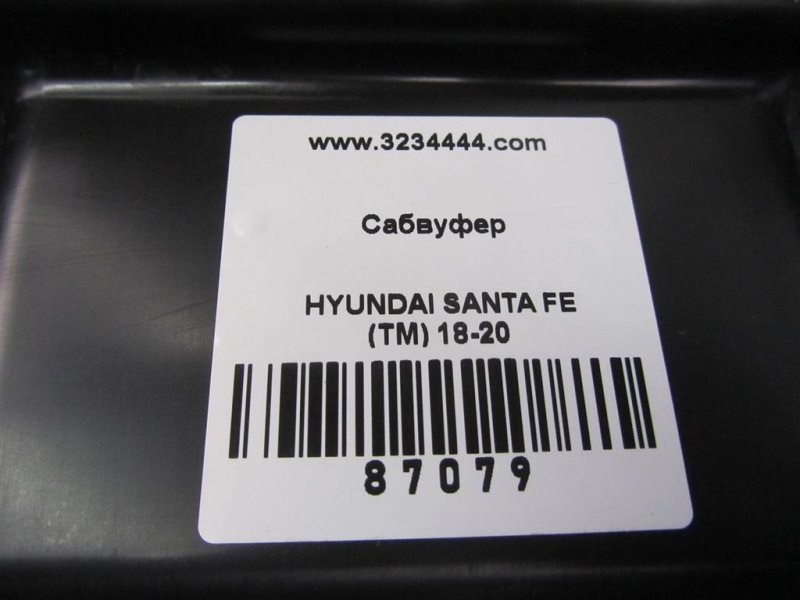 www.3234444.com
Сабвуфер
HYUNDAI SANTA FE
(TM) 18-20
87079